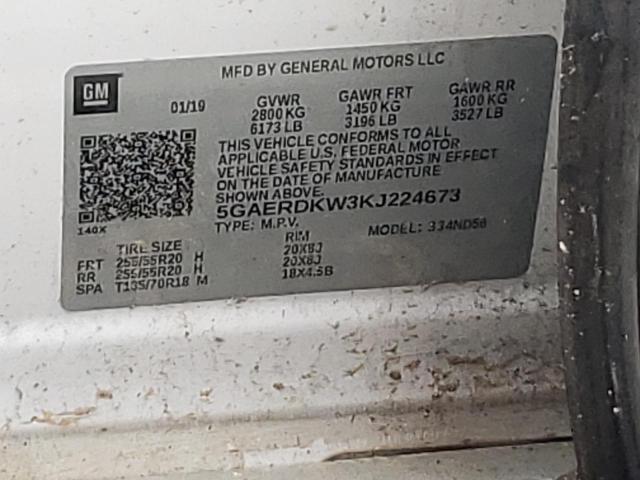 MFD BY GENERAL MOTORS LLC
GM
01/19 GVWR GAWR FRT GAWR RR
2800 KG 1450 KG 1600 KG
6173 LB 3196 LB 3527 LB
THIS VEHICLE CONFORMS TO ALL
APPLICABLE U.S. FEDERAL MOTOR
VEHICLE SAFETY STANDARDS IN EFFECT
ON THE DATE OF MANUFACTURE
SHOWN ABOVE.
5GAERDKW3KJ224673
140X
TYPE: M.P.V. MODEL: 334ND56
TIRE SIZE RIM
FRT 255/55R20 H 20X8J
RR 255/55R20 H 20X8J
SPA T135/70R18 M 18X4.5B